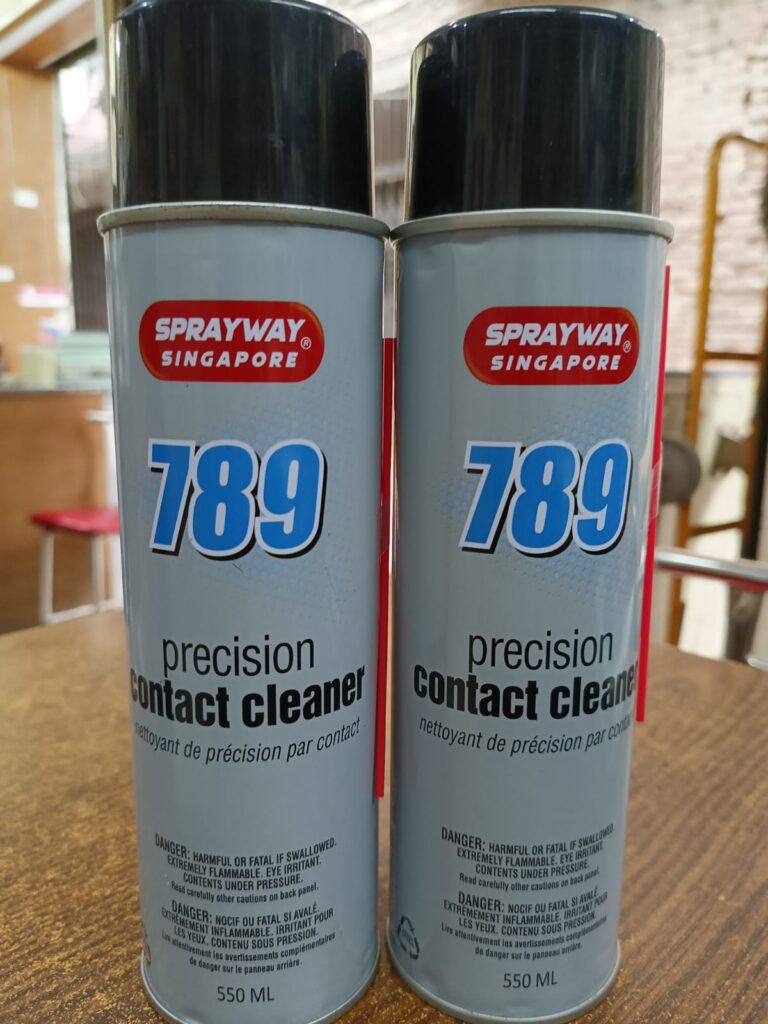 SPRAYWAY®
SINGAPORE
789
precision
contact cleaner
nettoyant de précision par contact
DANGER: HARMFUL OR FATAL IF SWALLOWED.
EXTREMELY FLAMMABLE. EYE IRRITANT.
CONTENTS UNDER PRESSURE.
Read carefully other cautions on back panel.
DANGER: NOCIF OU FATAL SI AVALÉ.
EXTRÊMEMENT INFLAMMABLE. IRRITANT POUR
LES YEUX. CONTENU SOUS PRESSION.
Lire attentivement les avertissements complémentaires
de danger sur le panneau arrière.
550 ML
SPRAYWAY®
SINGAPORE
789
precision
contact cleane
nettoyant de précision par conta
DANGER: HARMFUL OR FATAL IF SWALLOWED.
EXTREMELY FLAMMABLE. EYE IRRITANT.
CONTENTS UNDER PRESSURE.
Read carefully other cautions on back panel.
DANGER: NOCIF OU FATAL SI AVALÉ.
EXTRÊMEMENT INFLAMMABLE. IRRITANT POUR
LES YEUX. CONTENU SOUS PRESSION.
Lire attentivement les avertissements complémentaires
de danger sur le panneau arrière.
550 ML